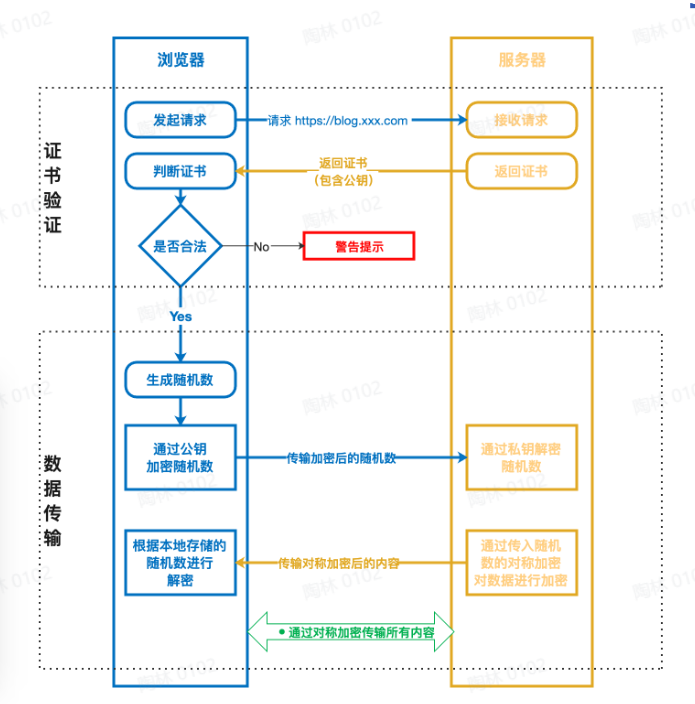 浏览器
服务器
证
书
验
证
发起请求
请求 https://blog.xxx.com
接收请求
判断证书
返回证书
（包含公钥）
返回证书
是否合法
No
警告提示
Yes
数
据
传
输
生成随机数
通过公钥
加密随机数
传输加密后的随机数
通过私钥解密
随机数
根据本地存储的
随机数进行
解密
传输对称加密后的内容
通过传入随机
数的对称加密
对数据进行加密
• 通过对称加密传输所有内容
陶林 0102